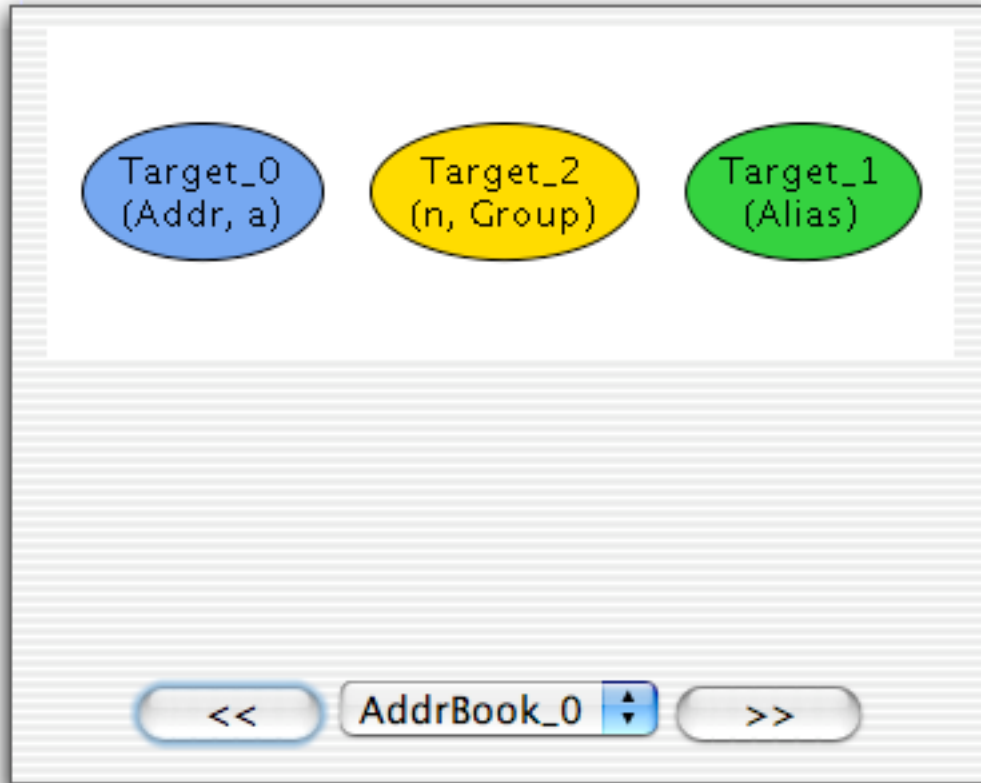 Target_0
(Addr, a)
Target_2
(n, Group)
Target_1
(Alias)
<<
AddrBook_0
>>